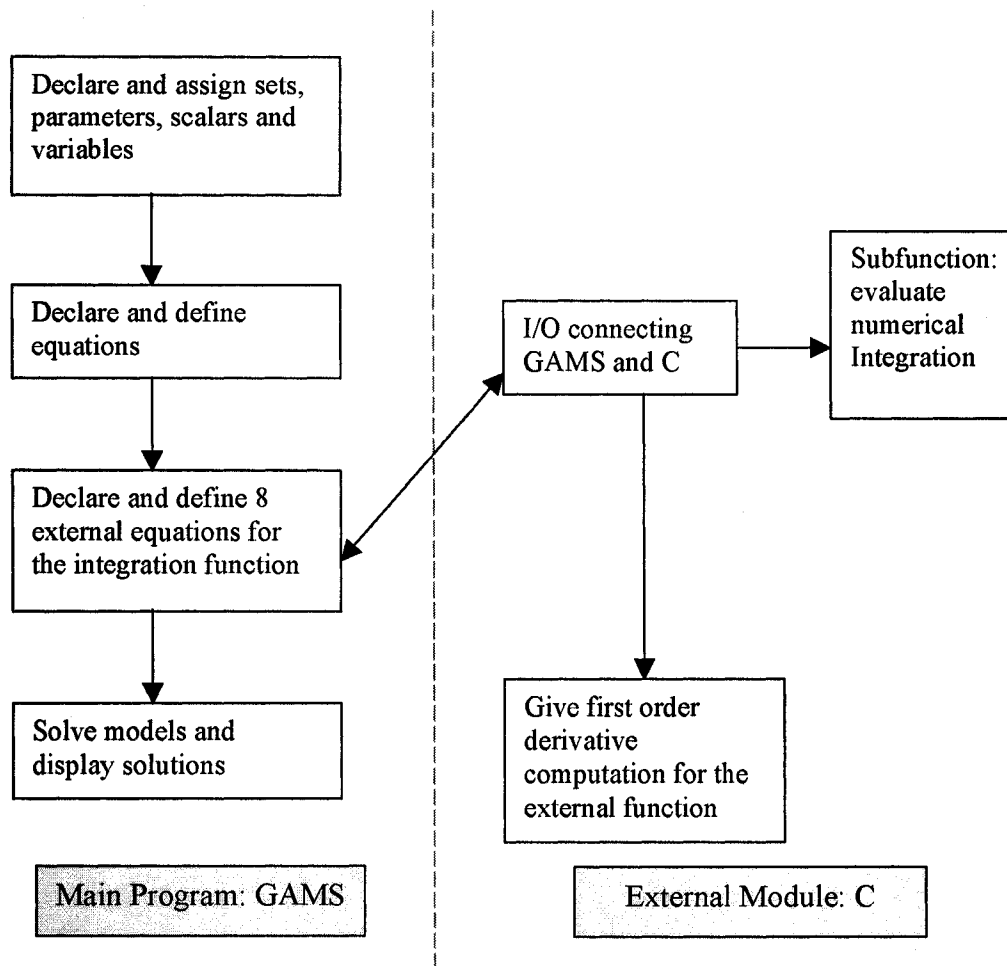 Declare and assign sets,
parameters, scalars and
variables
Declare and define
equations
Declare and define 8
external equations for
the integration function
Solve models and
display solutions
Main Program: GAMS
I/O connecting
GAMS and C
Subfunction:
evaluate
numerical
Integration
Give first order
derivative
computation for the
external function
External Module: C